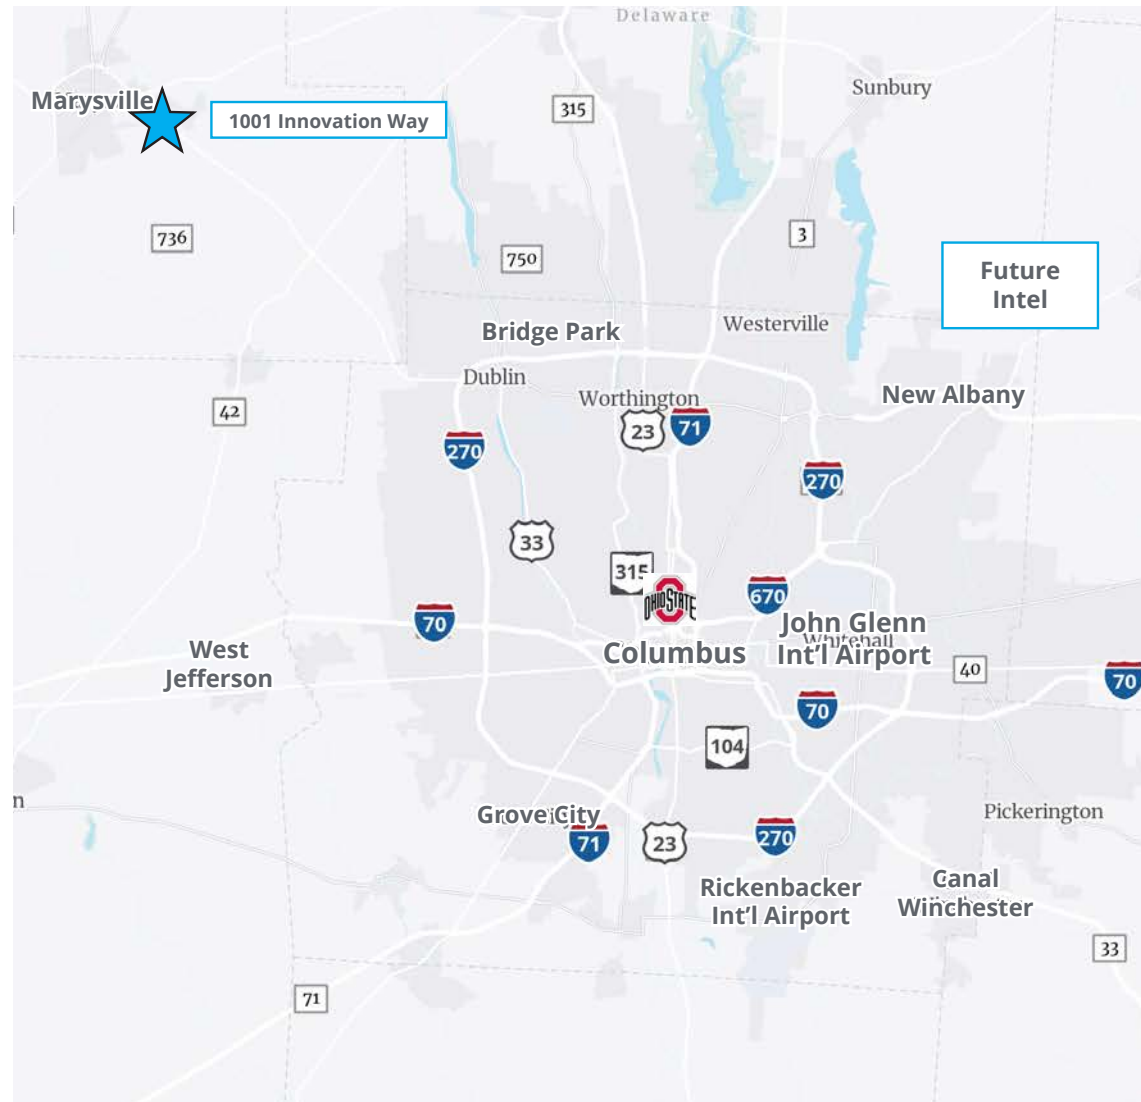 Delaware
Sunbury
Marysville
315
1001 Innovation Way
736
3
750
Future
Intel
Westerville
Bridge Park
Dublin
New Albany
Worthington
42
23
71
270
270
33
315
OHIO STATE
670
70
John Glenn
Whitehall
Int'l Airport
Columbus
West
Jefferson
40
70
70
104
n
Grove City
Pickerington
71
23
270
Rickenbacker
Int'l Airport
Canal
Winchester
33
71